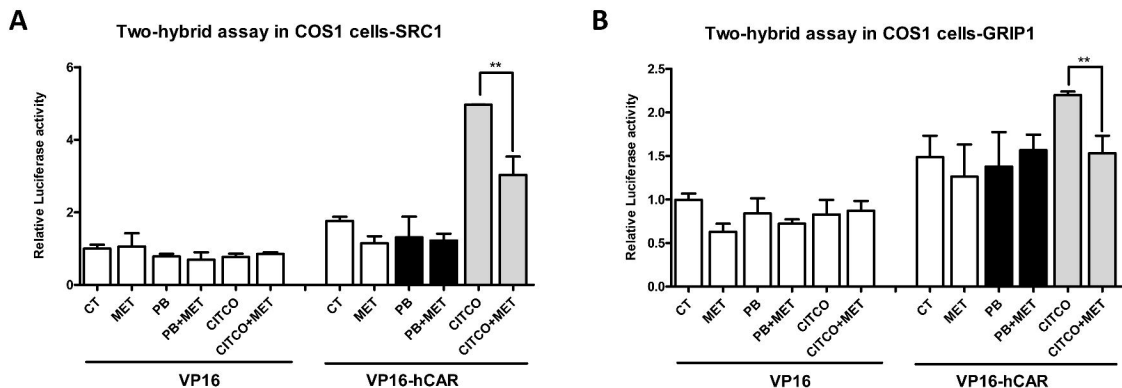 A
Two-hybrid assay in COS1 cells-SRC1
Relative Luciferase activity
6
4
2
0
**
CT
MET
PB
PB+MET
CITCO
CITCO+MET
CT
MET
PB
PB+MET
CITCO
CITCO+MET
VP16
VP16-hCAR
B
Two-hybrid assay in COS1 cells-GRIP1
Relative Luciferase activity
2.5
2.0
1.5
1.0
0.5
0.0
**
CT
MET
PB
PB+MET
CITCO
CITCO+MET
CT
MET
PB
PB+MET
CITCO
CITCO+MET
VP16
VP16-hCAR